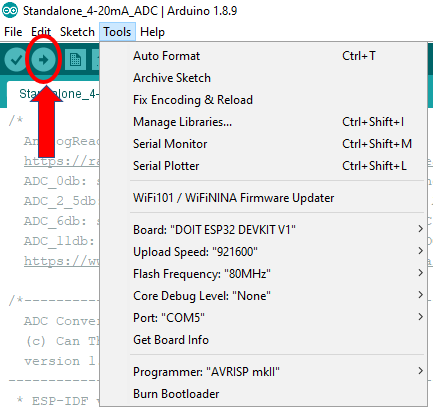 Standalone_4-20mA_ADC | Arduino 1.8.9
File Edit Sketch Tools Help
Auto Format Ctrl+T
Archive Sketch
Fix Encoding & Reload
Manage Libraries... Ctrl+Shift+I
Serial Monitor Ctrl+Shift+M
Serial Plotter Ctrl+Shift+L
WiFi101 / WiFiNINA Firmware Updater
Board: "DOIT ESP32 DEVKIT V1"
Upload Speed: "921600"
Flash Frequency: "80MHz"
Core Debug Level: "None"
Port: "COM5"
Get Board Info
Programmer: "AVRISP mkII"
Burn Bootloader
Standalone_4-
/*
https://ra
ADC_0db: s
ADC_2_5db
ADC_6db: s
ADC_11db:
https://ww
/*
ADC Conver
(c) Can Th
version 1
* ESP-IDF